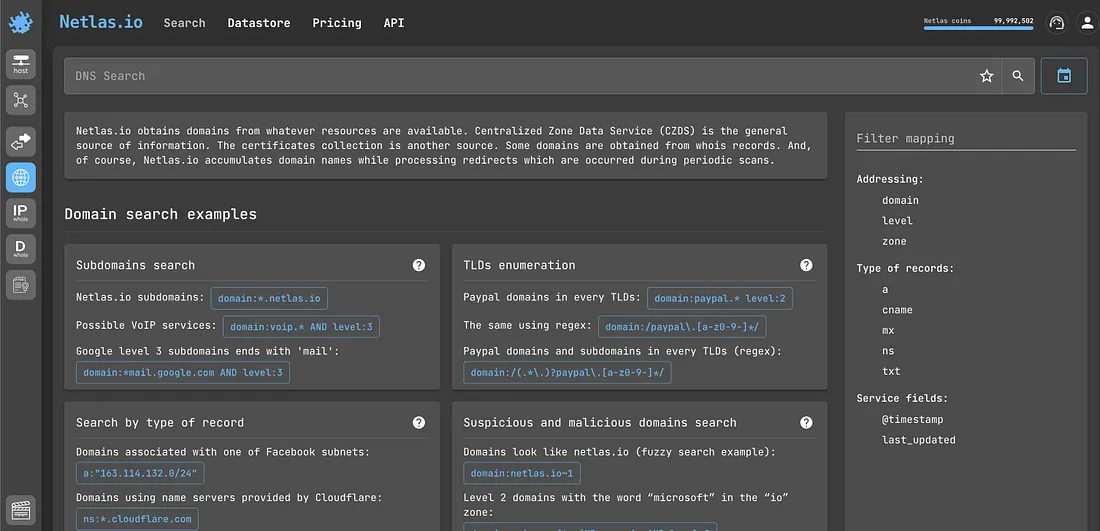 Netlas.io Search Datastore Pricing API
Netlas coins 99,992,502
host
DNS Search
Netlas.io obtains domains from whatever resources are available. Centralized Zone Data Service (CZDS) is the general
source of information. The certificates collection is another source. Some domains are obtained from whois records. And,
of course, Netlas.io accumulates domain names while processing redirects which are occurred during periodic scans.
DNS
IP
whois
D
whois
Domain search examples
Subdomains search
Netlas.io subdomains: domain:*.netlas.io
Possible VoIP services: domain:voip.* AND level:3
Google level 3 subdomains ends with 'mail':
domain:*mail.google.com AND level:3
TLDs enumeration
Paypal domains in every TLDs: domain:paypal.* level:2
The same using regex: domain:/paypal\.[a-z0-9-]*/
Paypal domains and subdomains in every TLDs (regex):
domain:/(.*\.)?paypal\.[a-z0-9-]*/
Search by type of record
Domains associated with one of Facebook subnets:
a:"163.114.132.0/24"
Domains using name servers provided by Cloudflare:
ns:*.cloudflare.com
Suspicious and malicious domains search
Domains look like netlas.io (fuzzy search example):
domain:netlas.io~1
Level 2 domains with the word “microsoft” in the “io”
zone:
Filter mapping
Addressing:
domain
level
zone
Type of records:
a
cname
mx
ns
txt
Service fields:
@timestamp
last_updated